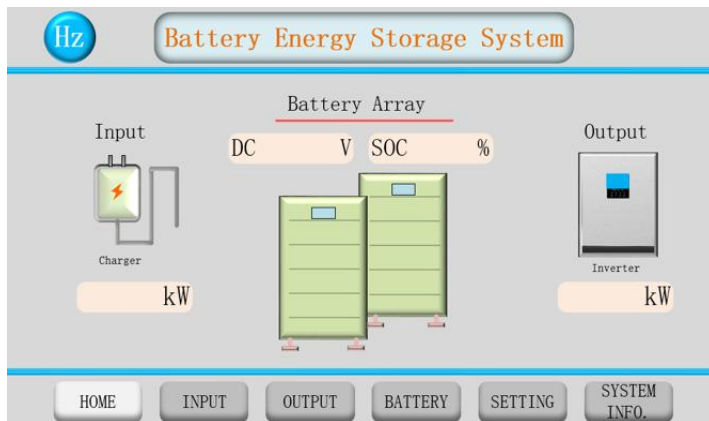 Hz
Battery Energy Storage System
Battery Array
Input
Output
DC V SOC %
Charger
Inverter
kW
kW
HOME INPUT OUTPUT BATTERY SETTING SYSTEM INFO.